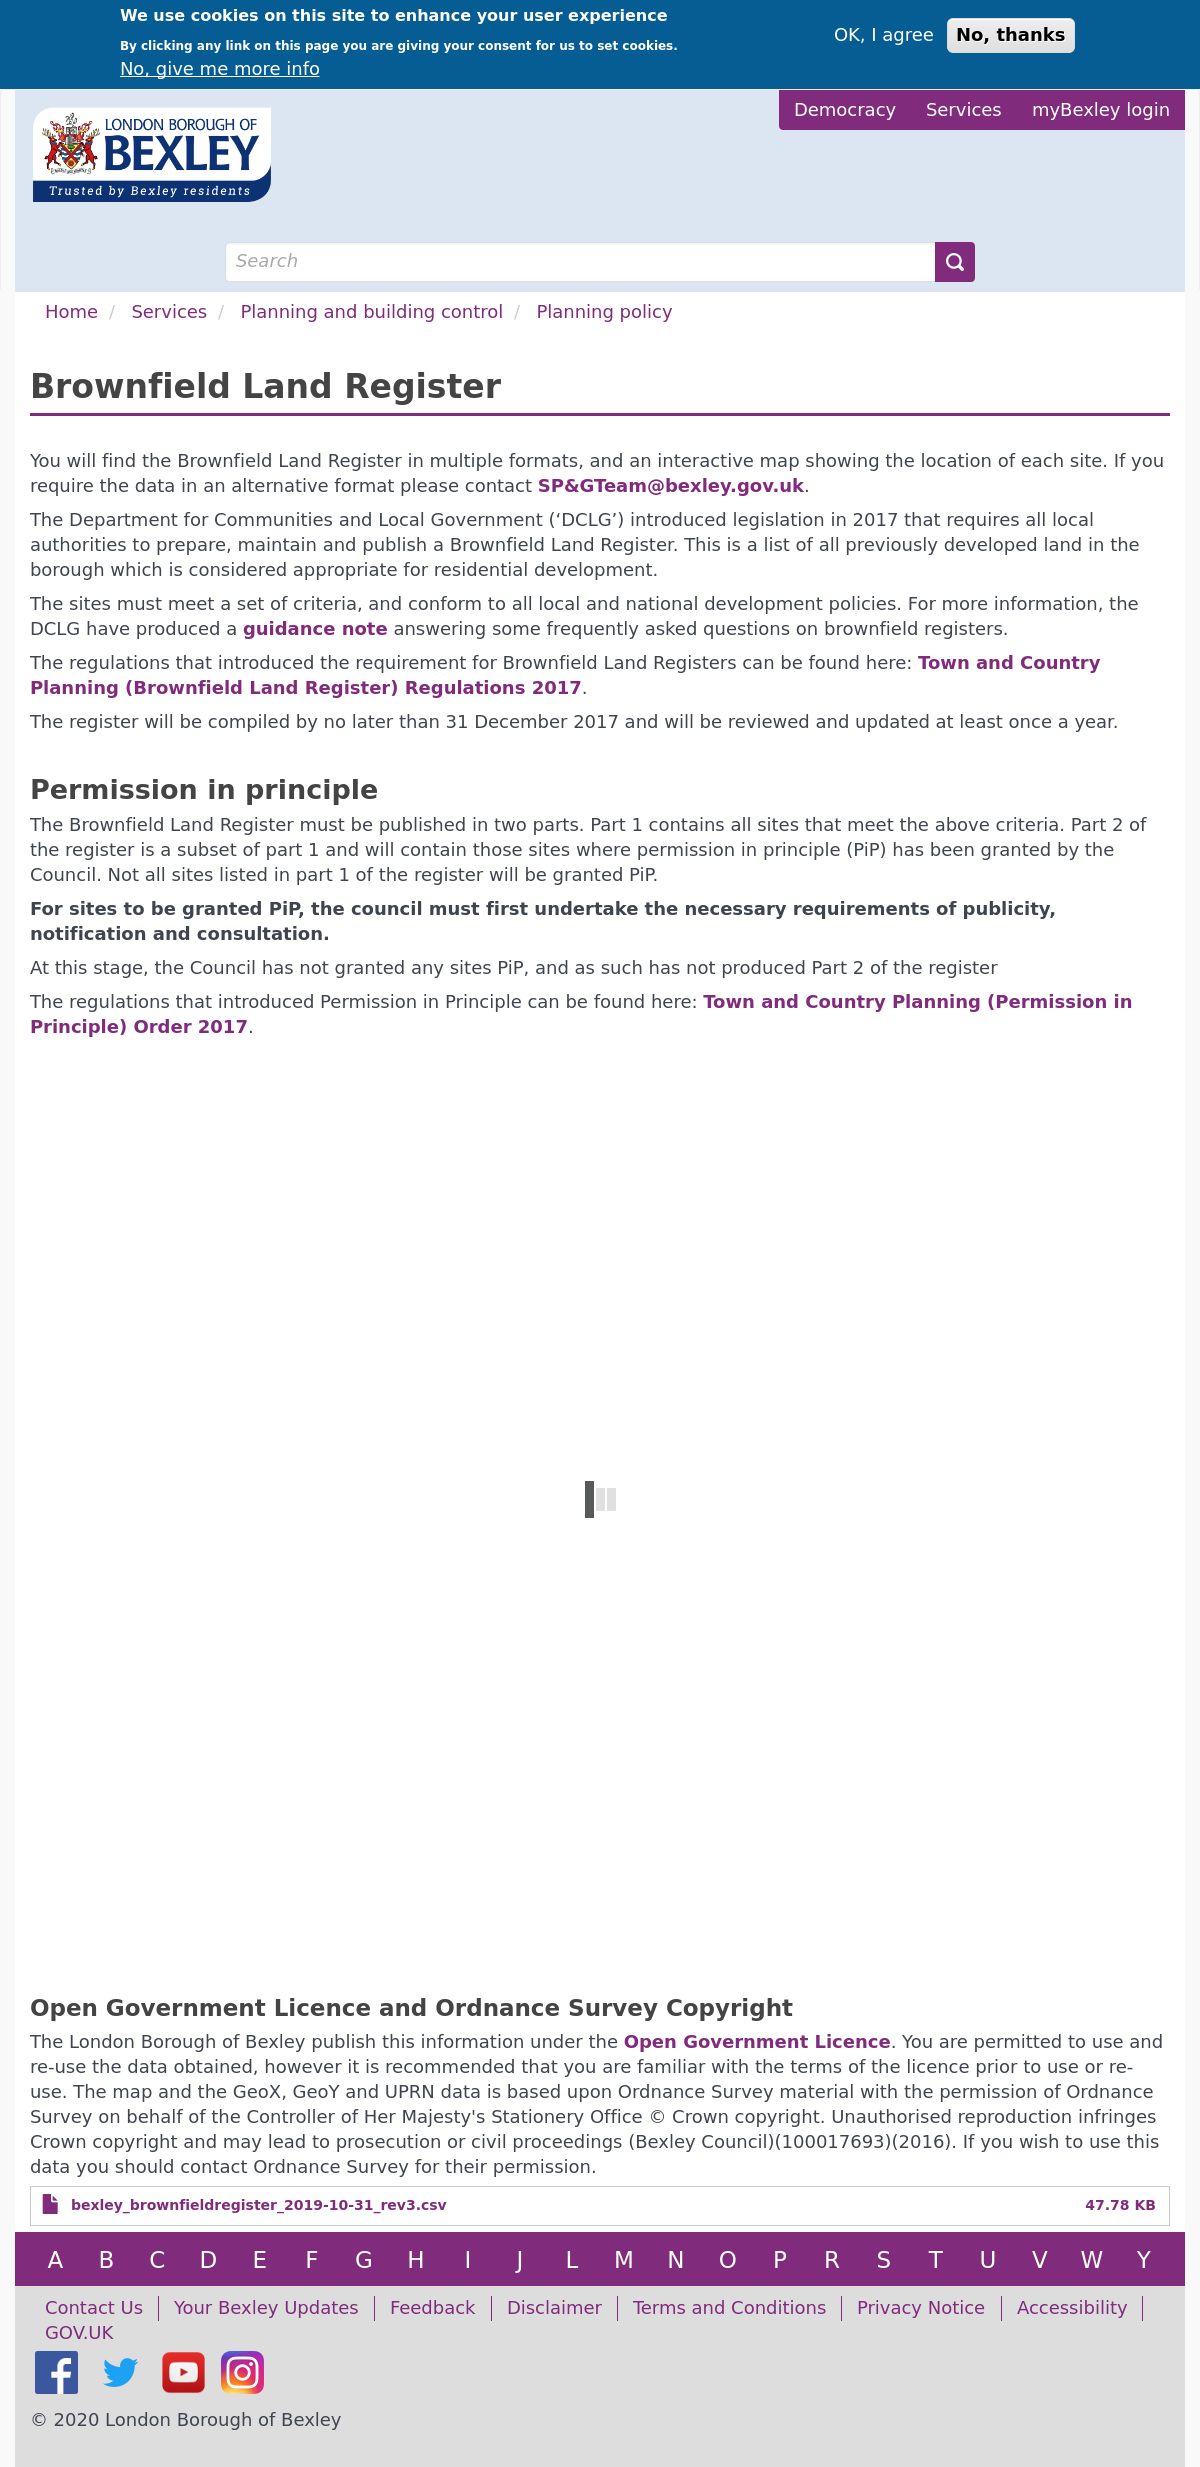 We use cookies on this site to enhance your user experience
By clicking any link on this page you are giving your consent for us to set cookies.
No, give me more info
OK, I agree
No, thanks
Democracy Services myBexley login
LONDON BOROUGH OF
BEXLEY
Trusted by Bexley residents
Search
Home / Services / Planning and building control / Planning policy
Brownfield Land Register
You will find the Brownfield Land Register in multiple formats, and an interactive map showing the location of each site. If you
require the data in an alternative format please contact SP&GTeam@bexley.gov.uk.
The Department for Communities and Local Government (‘DCLG’) introduced legislation in 2017 that requires all local
authorities to prepare, maintain and publish a Brownfield Land Register. This is a list of all previously developed land in the
borough which is considered appropriate for residential development.
The sites must meet a set of criteria, and conform to all local and national development policies. For more information, the
DCLG have produced a guidance note answering some frequently asked questions on brownfield registers.
The regulations that introduced the requirement for Brownfield Land Registers can be found here: Town and Country
Planning (Brownfield Land Register) Regulations 2017.
The register will be compiled by no later than 31 December 2017 and will be reviewed and updated at least once a year.
Permission in principle
The Brownfield Land Register must be published in two parts. Part 1 contains all sites that meet the above criteria. Part 2 of
the register is a subset of part 1 and will contain those sites where permission in principle (PiP) has been granted by the
Council. Not all sites listed in part 1 of the register will be granted PiP.
For sites to be granted PiP, the council must first undertake the necessary requirements of publicity,
notification and consultation.
At this stage, the Council has not granted any sites PiP, and as such has not produced Part 2 of the register
The regulations that introduced Permission in Principle can be found here: Town and Country Planning (Permission in
Principle) Order 2017.
Open Government Licence and Ordnance Survey Copyright
The London Borough of Bexley publish this information under the Open Government Licence. You are permitted to use and
re-use the data obtained, however it is recommended that you are familiar with the terms of the licence prior to use or re-
use. The map and the GeoX, GeoY and UPRN data is based upon Ordnance Survey material with the permission of Ordnance
Survey on behalf of the Controller of Her Majesty's Stationery Office © Crown copyright. Unauthorised reproduction infringes
Crown copyright and may lead to prosecution or civil proceedings (Bexley Council)(100017693)(2016). If you wish to use this
data you should contact Ordnance Survey for their permission.
bexley_brownfieldregister_2019-10-31_rev3.csv 47.78 KB
A B C D E F G H I J L M N O P R S T U V W Y
Contact Us Your Bexley Updates Feedback Disclaimer Terms and Conditions Privacy Notice Accessibility
GOV.UK
© 2020 London Borough of Bexley